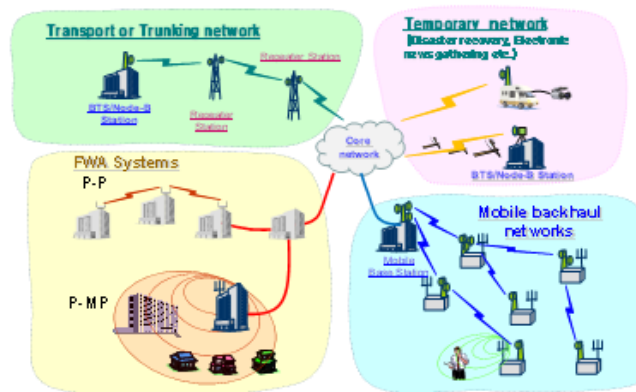 Transport or Trunking network
Repeater Station
BTS/Node-B
Station
Repeater
Station
Temporary network
(Disaster recovery, Electronic
news gathering etc.)
BTS/Node-B Station
Core
network
FWA Systems
P-P
P-MP
Mobile backhaul
networks
Mobile
Base Station